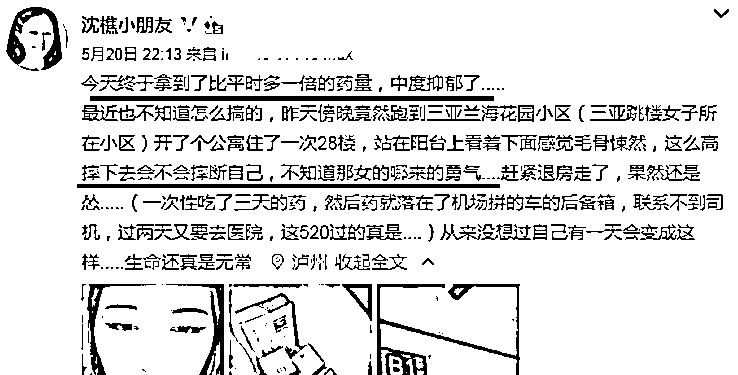 沈樵小朋友
5月20日 22:13 来自
今天终于拿到了比平时多一倍的药量，中度抑郁了.....
最近也不知道怎么搞的，昨天傍晚竟然跑到三亚兰海花园小区（三亚跳楼女子所
在小区）开了个公寓住了一次28楼，站在阳台上看着下面感觉毛骨悚然，这么高
摔下去会不会摔断自己，不知道那女的哪来的勇气....赶紧退房走了，果然还是
怂.....（一次性吃了三天的药，然后药就落在了机场拼的车的后备箱，联系不到司
机，过两天又要去医院，这520过的真是....）从来没想过自己有一天会变成这
样.....生命还真是无常 泸州 收起全文